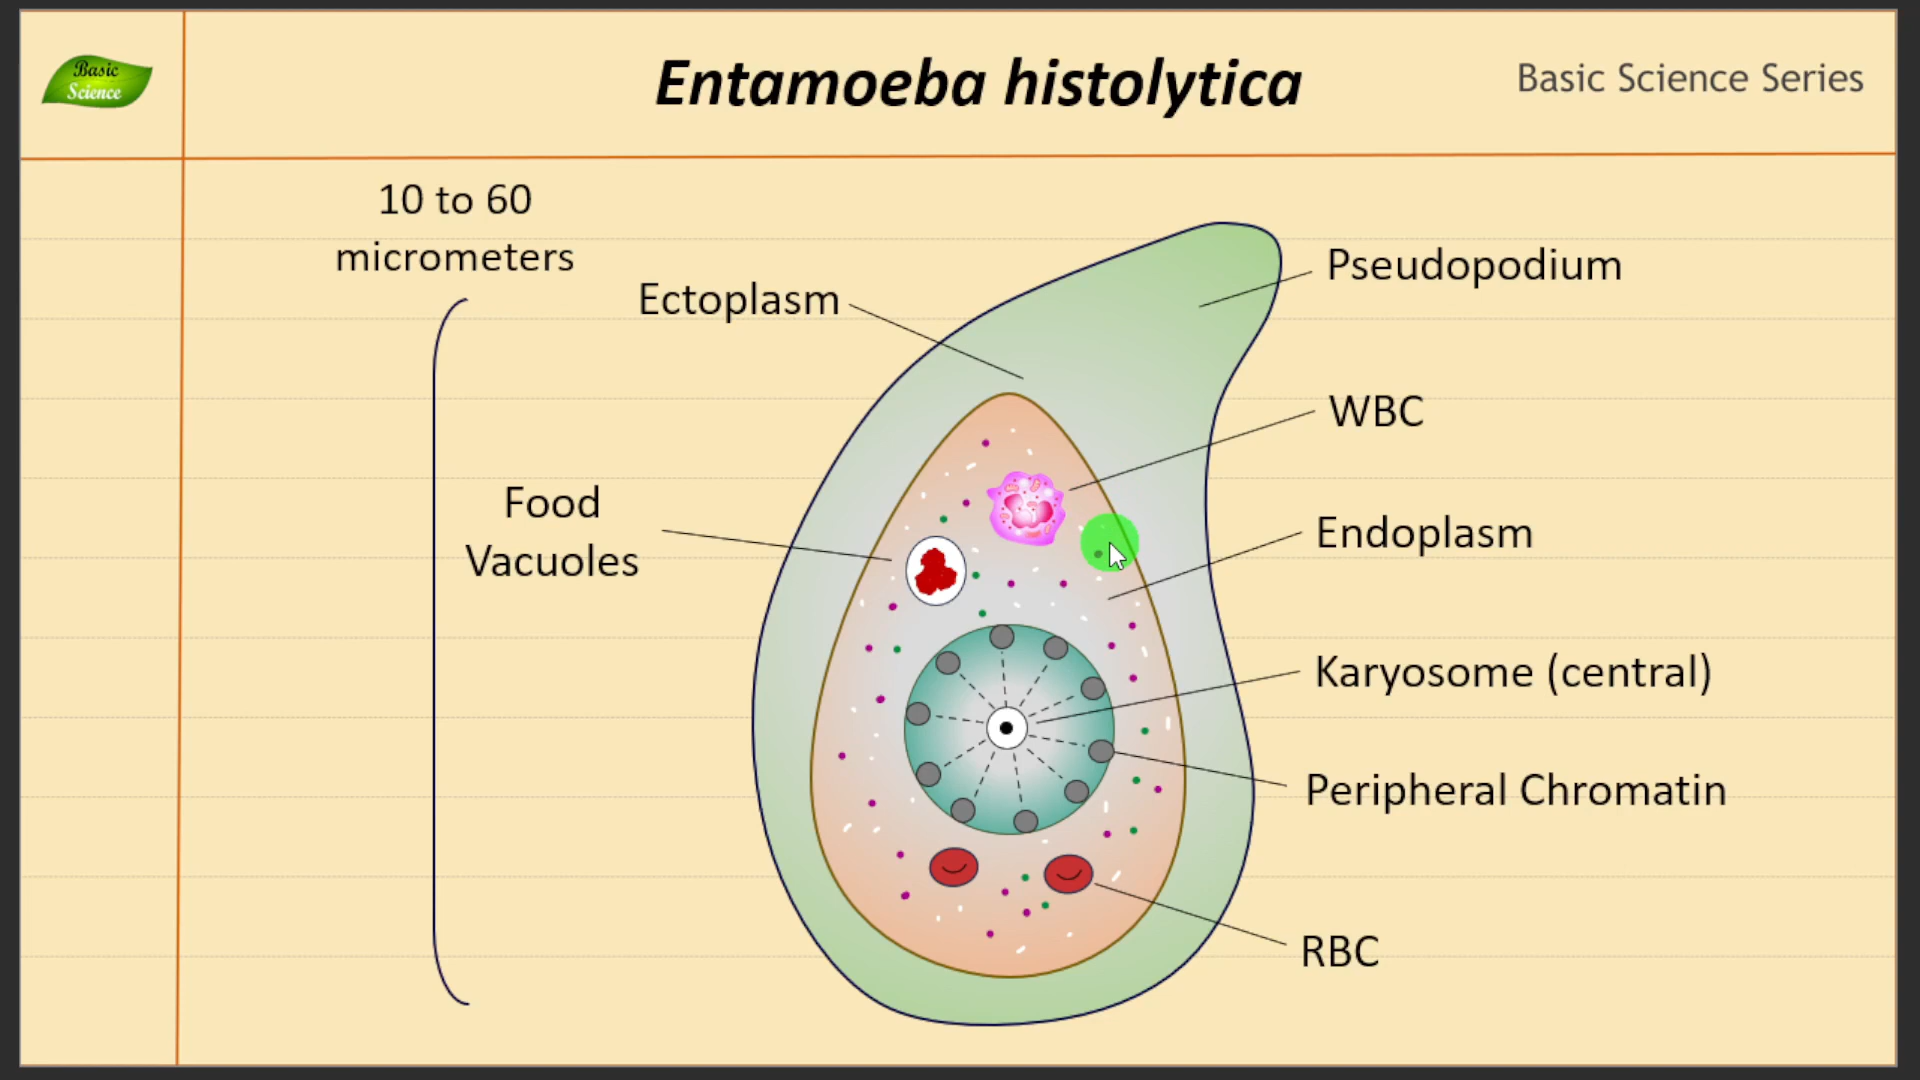 Basic
Science
Entamoeba histolytica
Basic Science Series
10 to 60
micrometers
Ectoplasm
Pseudopodium
WBC
Food
Vacuoles
Endoplasm
Karyosome (central)
Peripheral Chromatin
RBC